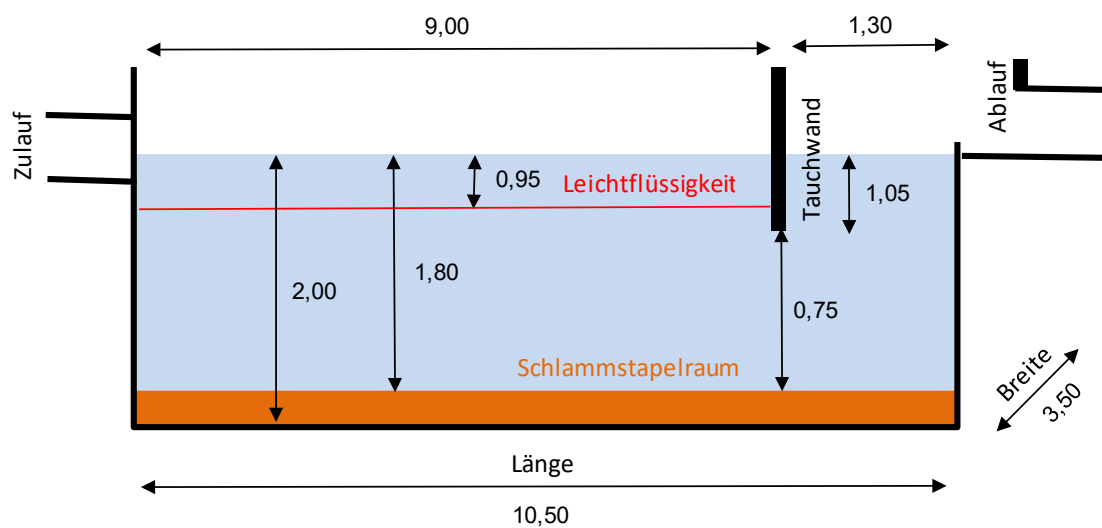 9,00
1,30
Zulauf
Ablauf
0,95
Leichtflüssigkeit
Tauchwand
1,05
2,00
1,80
0,75
Schlammstapelraum
Breite
3,50
Länge
10,50